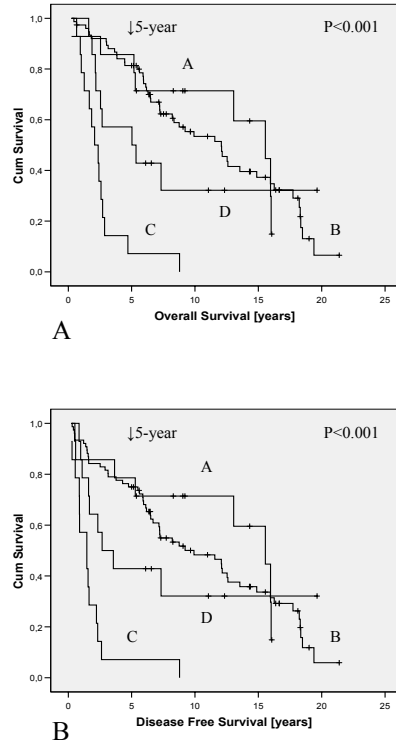 ↓5-year P<0.001
1,0
0,8
0,6
0,4
0,2
0,0
Cum Survival
A
D
C
B
0 5 10 15 20 25
Overall Survival [years]
A
↓5-year P<0.001
1,0
0,8
0,6
0,4
0,2
0,0
Cum Survival
A
D
C
B
0 5 10 15 20 25
Disease Free Survival [years]
B